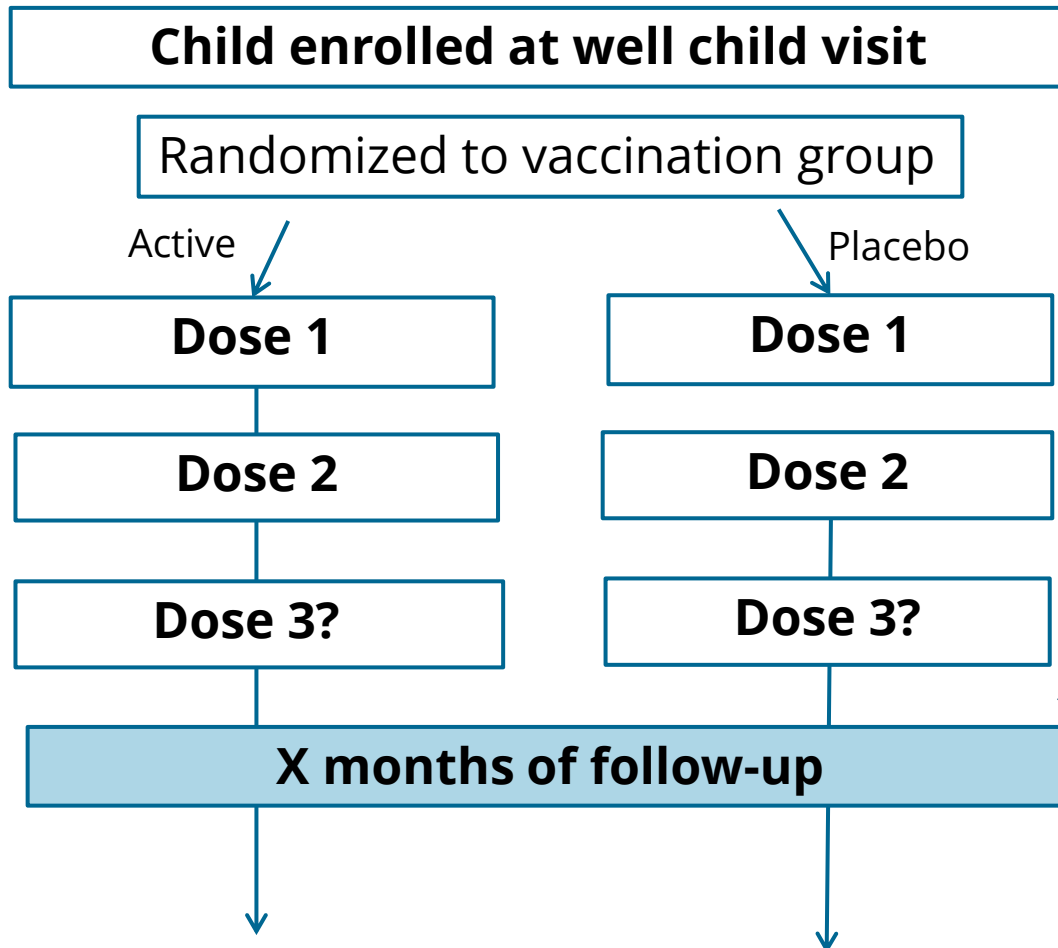 Child enrolled at well child visit
Randomized to vaccination group
Active
Placebo
Dose 1
Dose 1
Dose 2
Dose 2
Dose 3?
Dose 3?
X months of follow-up